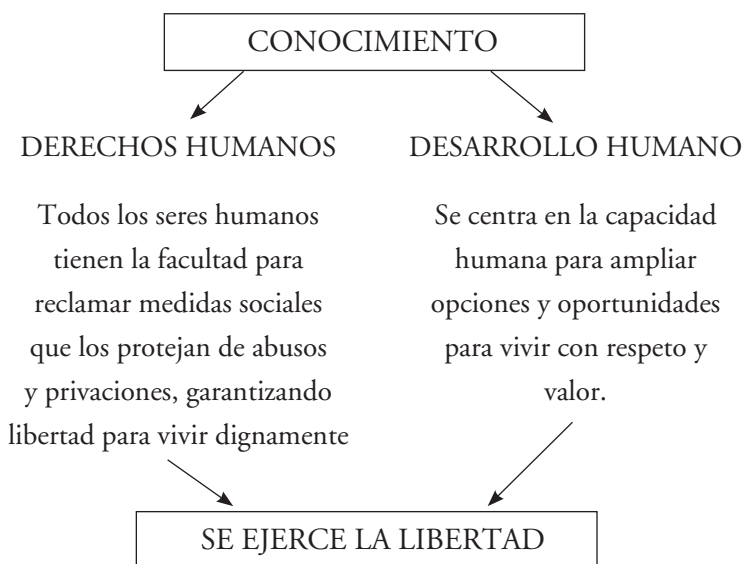 CONOCIMIENTO
DERECHOS HUMANOS
Todos los seres humanos
tienen la facultad para
reclamar medidas sociales
que los protejan de abusos
y privaciones, garantizando
libertad para vivir dignamente
DESARROLLO HUMANO
Se centra en la capacidad
humana para ampliar
opciones y oportunidades
para vivir con respeto y
valor.
SE EJERCE LA LIBERTAD